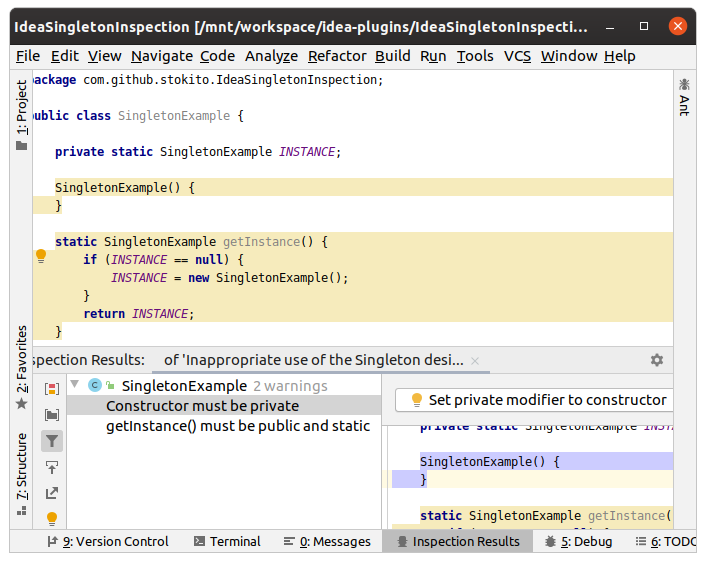 IdeaSingletonInspection [/mnt/workspace/idea-plugins/IdeaSingletonInspecti...
File Edit View Navigate Code Analyze Refactor Build Run Tools VCS Window Help
1: Project
2: Favorites
7: Structure
Ant
ackage com.github.stokito.IdeaSingletonInspection;
ublic class SingletonExample {
private static SingletonExample INSTANCE;
SingletonExample() {
}
static SingletonExample getInstance() {
if (INSTANCE == null) {
INSTANCE = new SingletonExample();
}
return INSTANCE;
}
spection Results: of 'Inappropriate use of the Singleton desi... ×
SingletonExample 2 warnings
Constructor must be private
getInstance() must be public and static
Set private modifier to constructor
private static SingletonExample INST
SingletonExample() {
}
static SingletonExample getInstance(
9: Version Control Terminal 0: Messages Inspection Results 5: Debug 6: TODO